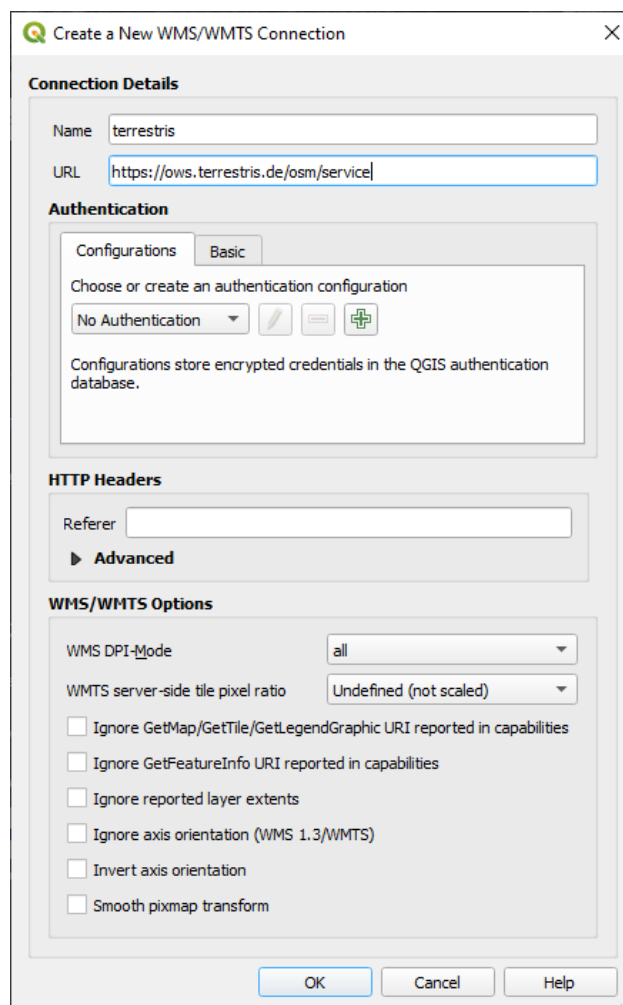 Create a New WMS/WMTS Connection
Connection Details
Name terrestris
URL https://ows.terrestris.de/osm/service
Authentication
Configurations Basic
Choose or create an authentication configuration
No Authentication
Configurations store encrypted credentials in the QGIS authentication
database.
HTTP Headers
Referer
Advanced
WMS/WMTS Options
WMS DPI-Mode all
WMTS server-side tile pixel ratio Undefined (not scaled)
Ignore GetMap/GetTile/GetLegendGraphic URI reported in capabilities
Ignore GetFeatureInfo URI reported in capabilities
Ignore reported layer extents
Ignore axis orientation (WMS 1.3/WMTS)
Invert axis orientation
Smooth pixmap transform
OK Cancel Help